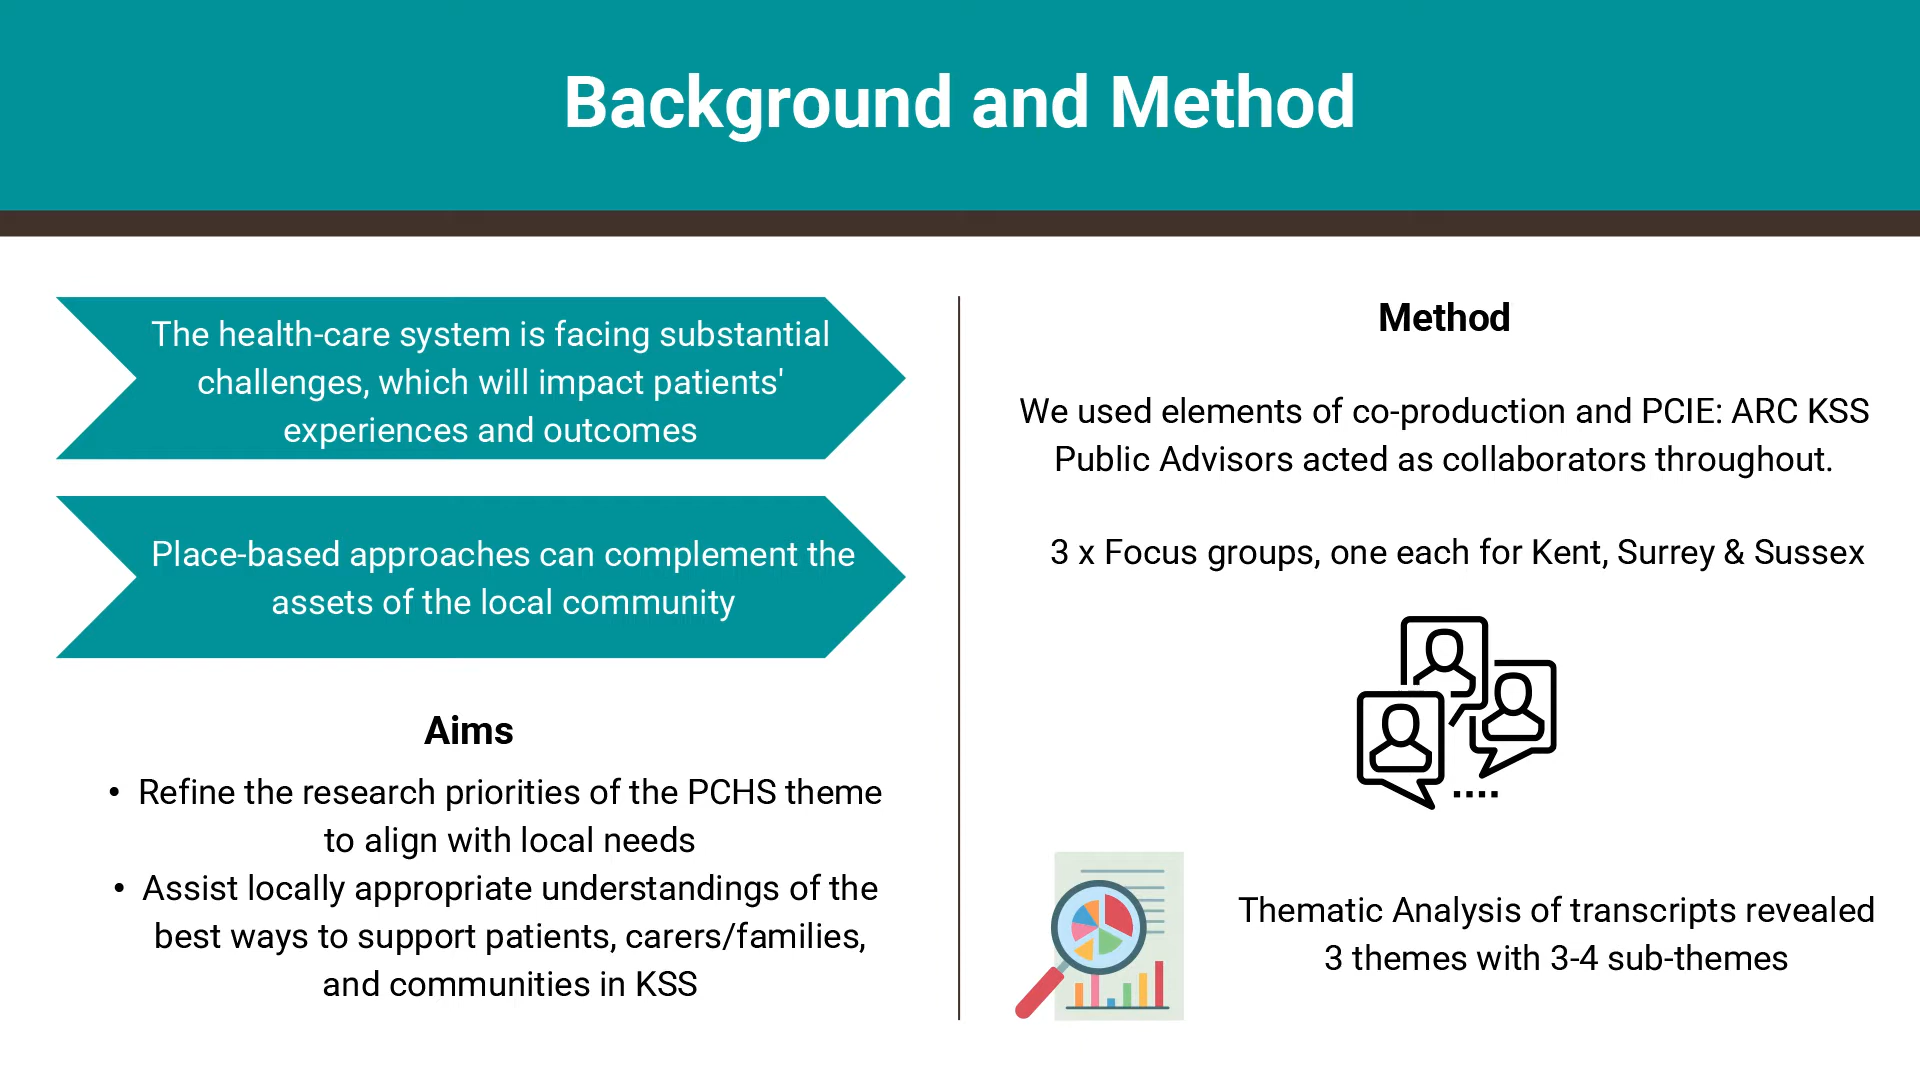 Background and Method
The health-care system is facing substantial
challenges, which will impact patients'
experiences and outcomes
Place-based approaches can complement the
assets of the local community
Aims
• Refine the research priorities of the PCHS theme
to align with local needs
• Assist locally appropriate understandings of the
best ways to support patients, carers/families,
and communities in KSS
Method
We used elements of co-production and PCIE: ARC KSS
Public Advisors acted as collaborators throughout.
3 x Focus groups, one each for Kent, Surrey & Sussex
Thematic Analysis of transcripts revealed
3 themes with 3-4 sub-themes